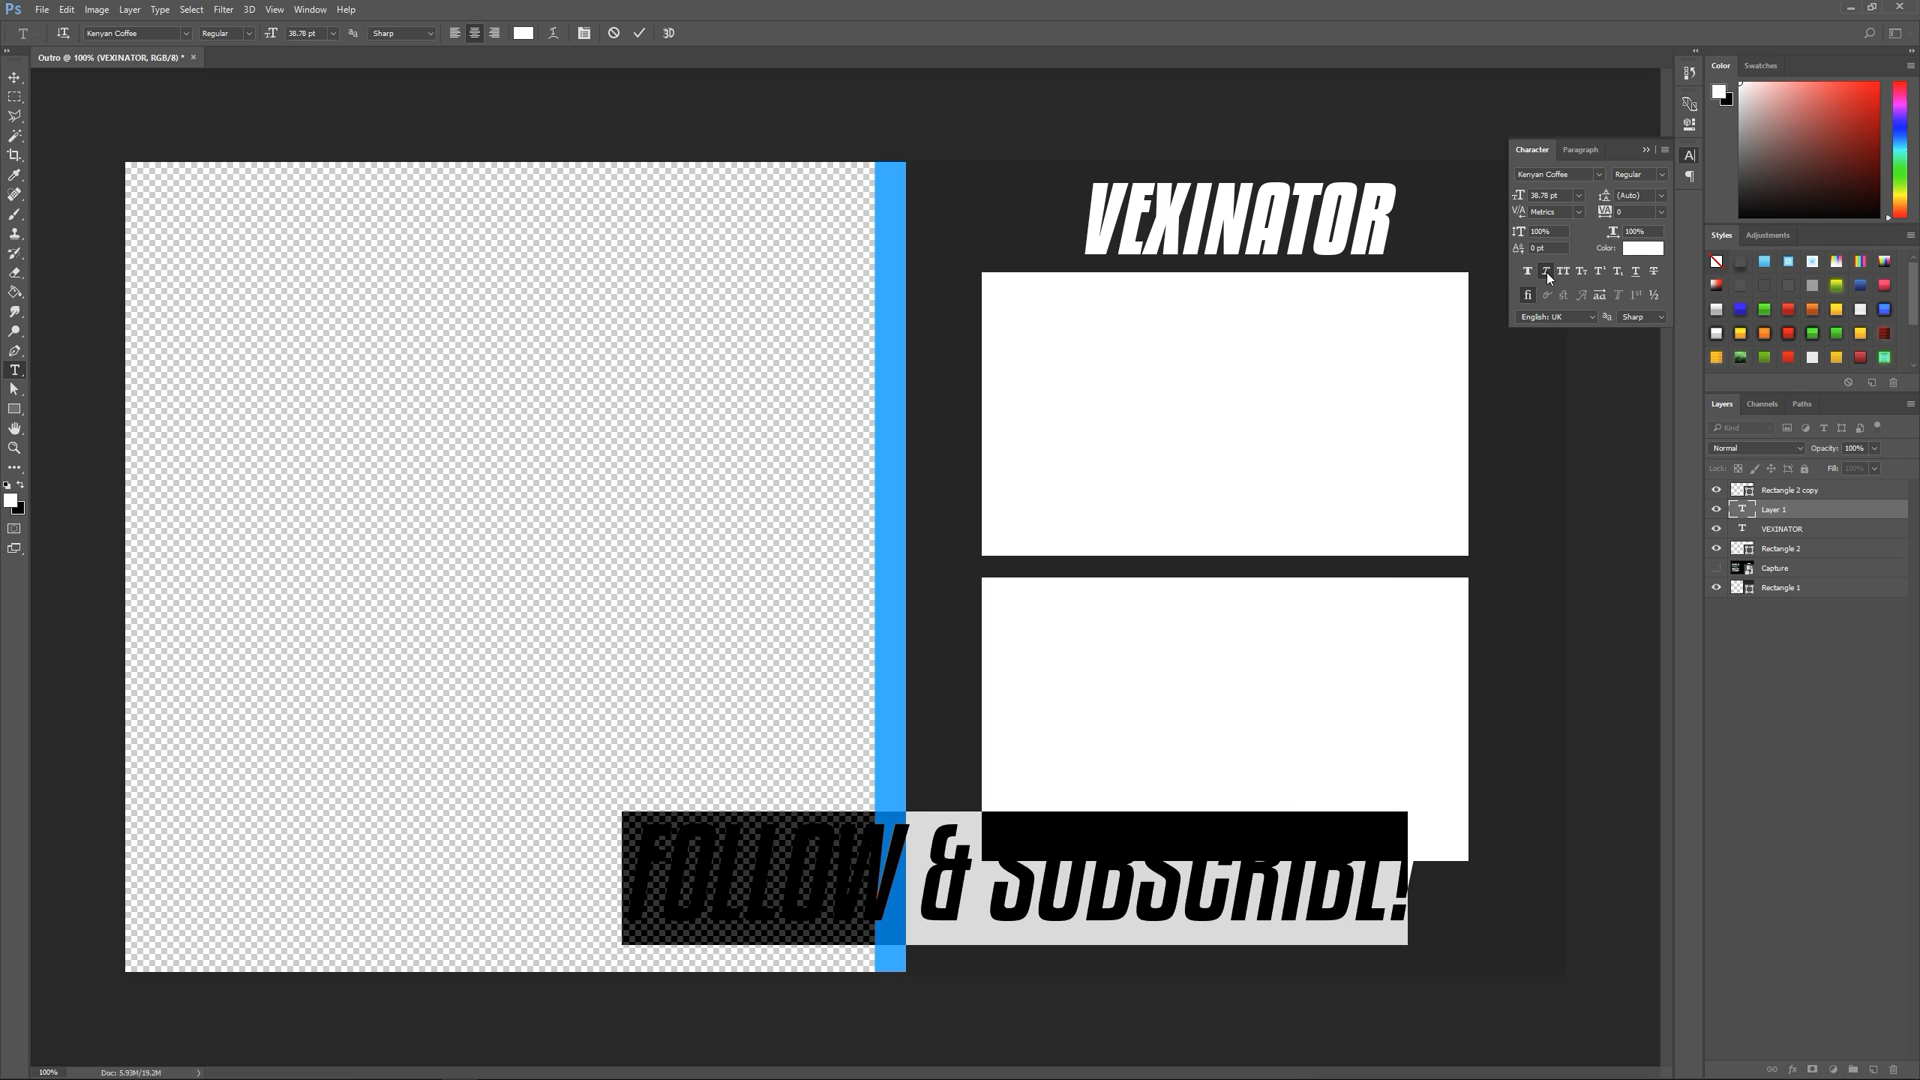 Ps File Edit Image Layer Type Select Filter 3D View Window Help
Kenyan Coffee Regular 38.78 pt Sharp 3D
Outro @ 100% (VEXINATOR, RGB/8) *
Color Swatches
Character Paragraph
Kenyan Coffee Regular
38.78 pt (Auto)
Metrics 0
100% 100%
0 pt Color:
English: UK Sharp
Styles Adjustments
Layers Channels Paths
Kind
Normal Opacity: 100%
Lock: Fill: 100%
Rectangle 2 copy
Layer 1
VEXINATOR
Rectangle 2
Capture
Rectangle 1
VEXINATOR
FOLLOW & SUBSCRIBE!
100% Doc: 5.93M/19.2M